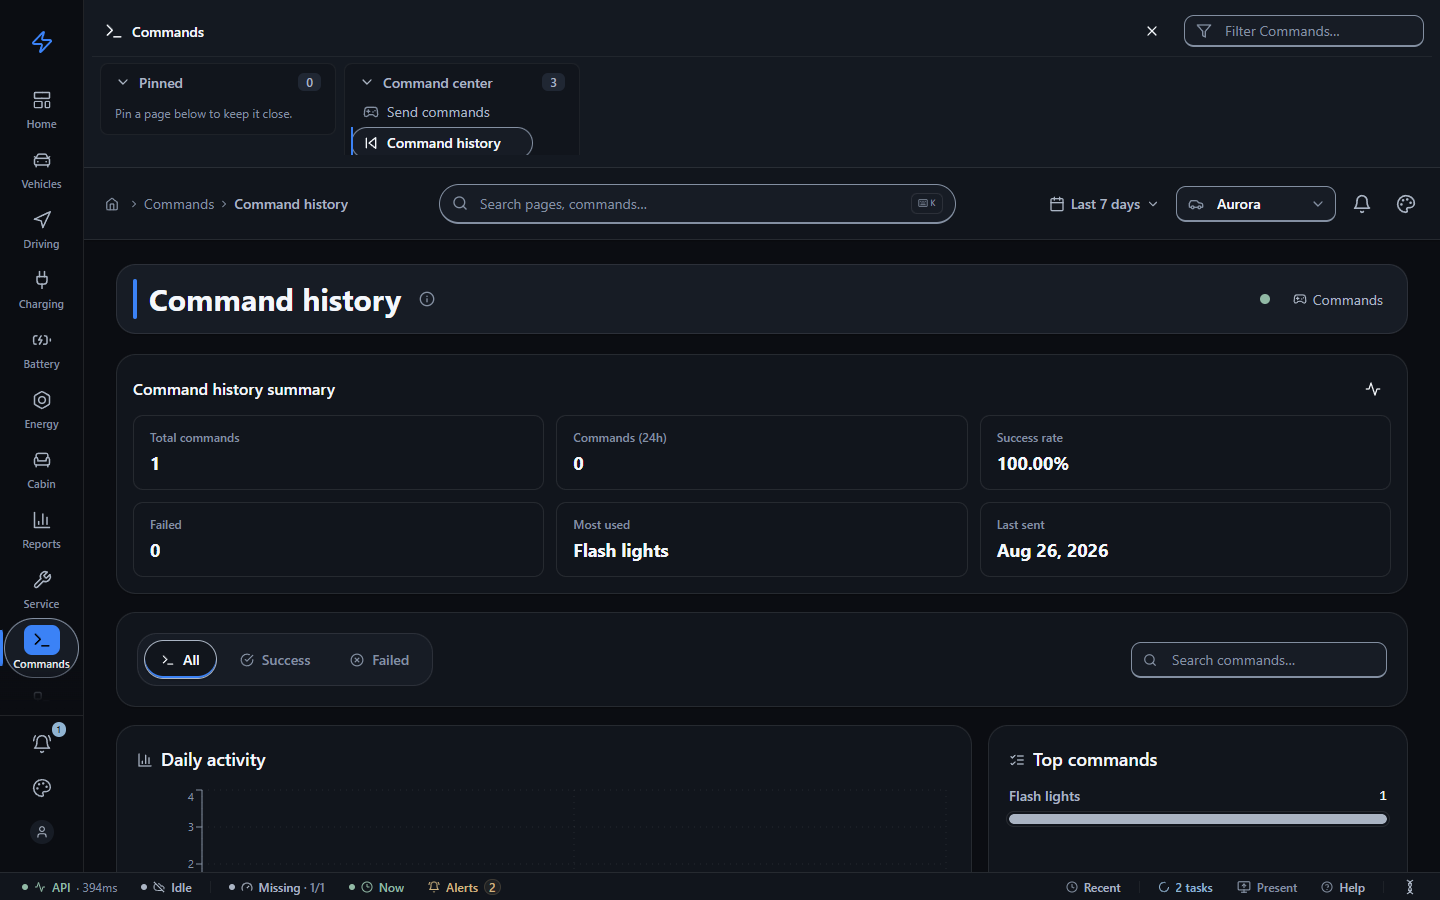 Commands
Filter Commands...
Home
Vehicles
Driving
Charging
Battery
Energy
Cabin
Reports
Service
Commands
1
Pinned
0
Pin a page below to keep it close.
Command center
3
Send commands
Command history
Commands
Command history
Search pages, commands...
K
Last 7 days
Aurora
Command history
Commands
Command history summary
Total commands
1
Commands (24h)
0
Success rate
100.00%
Failed
0
Most used
Flash lights
Last sent
Aug 26, 2026
All
Success
Failed
Search commands...
Daily activity
4
3
2
Top commands
Flash lights
1
API · 394ms
Idle
Missing · 1/1
Now
Alerts 2
Recent
2 tasks
Present
Help